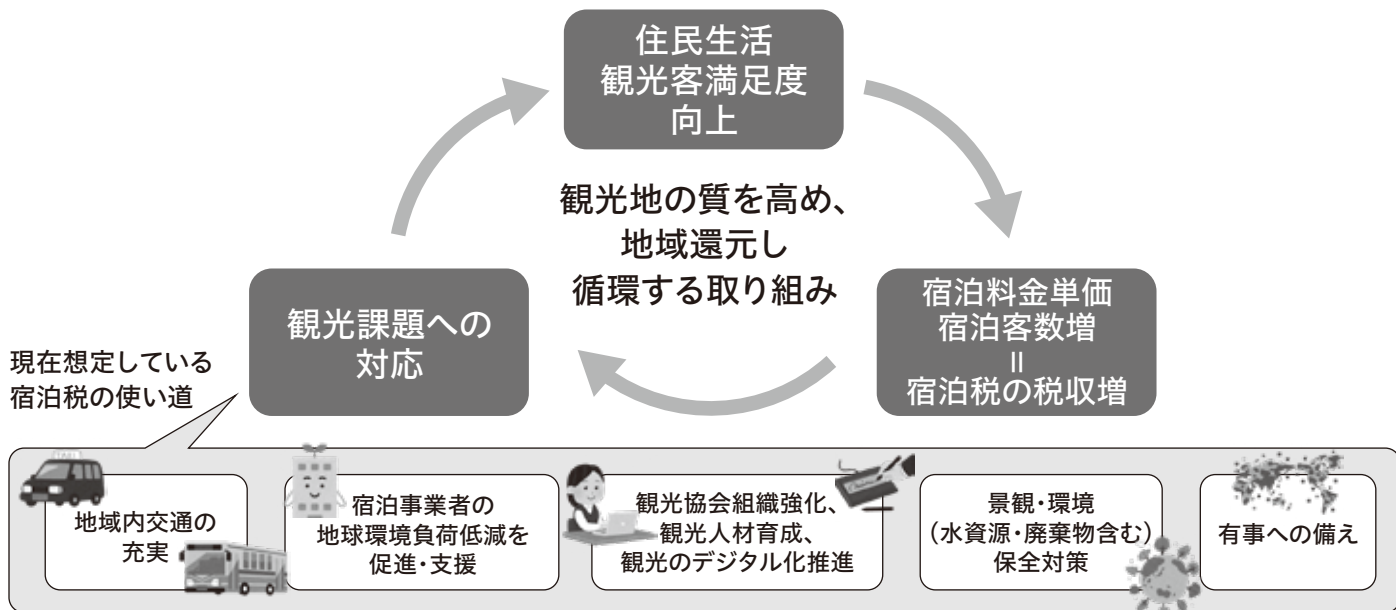 住民生活
観光客満足度
向上
観光地の質を高め、
地域還元し
循環する取り組み
宿泊料金単価
宿泊客数増
＝
宿泊税の税収増
観光課題への
対応
現在想定している
宿泊税の使い道
TAXI
地域内交通の
充実
宿泊事業者の
地球環境負荷低減を
促進・支援
観光協会組織強化、
観光人材育成、
観光のデジタル化推進
景観・環境
（水資源・廃棄物含む）
保全対策
有事への備え